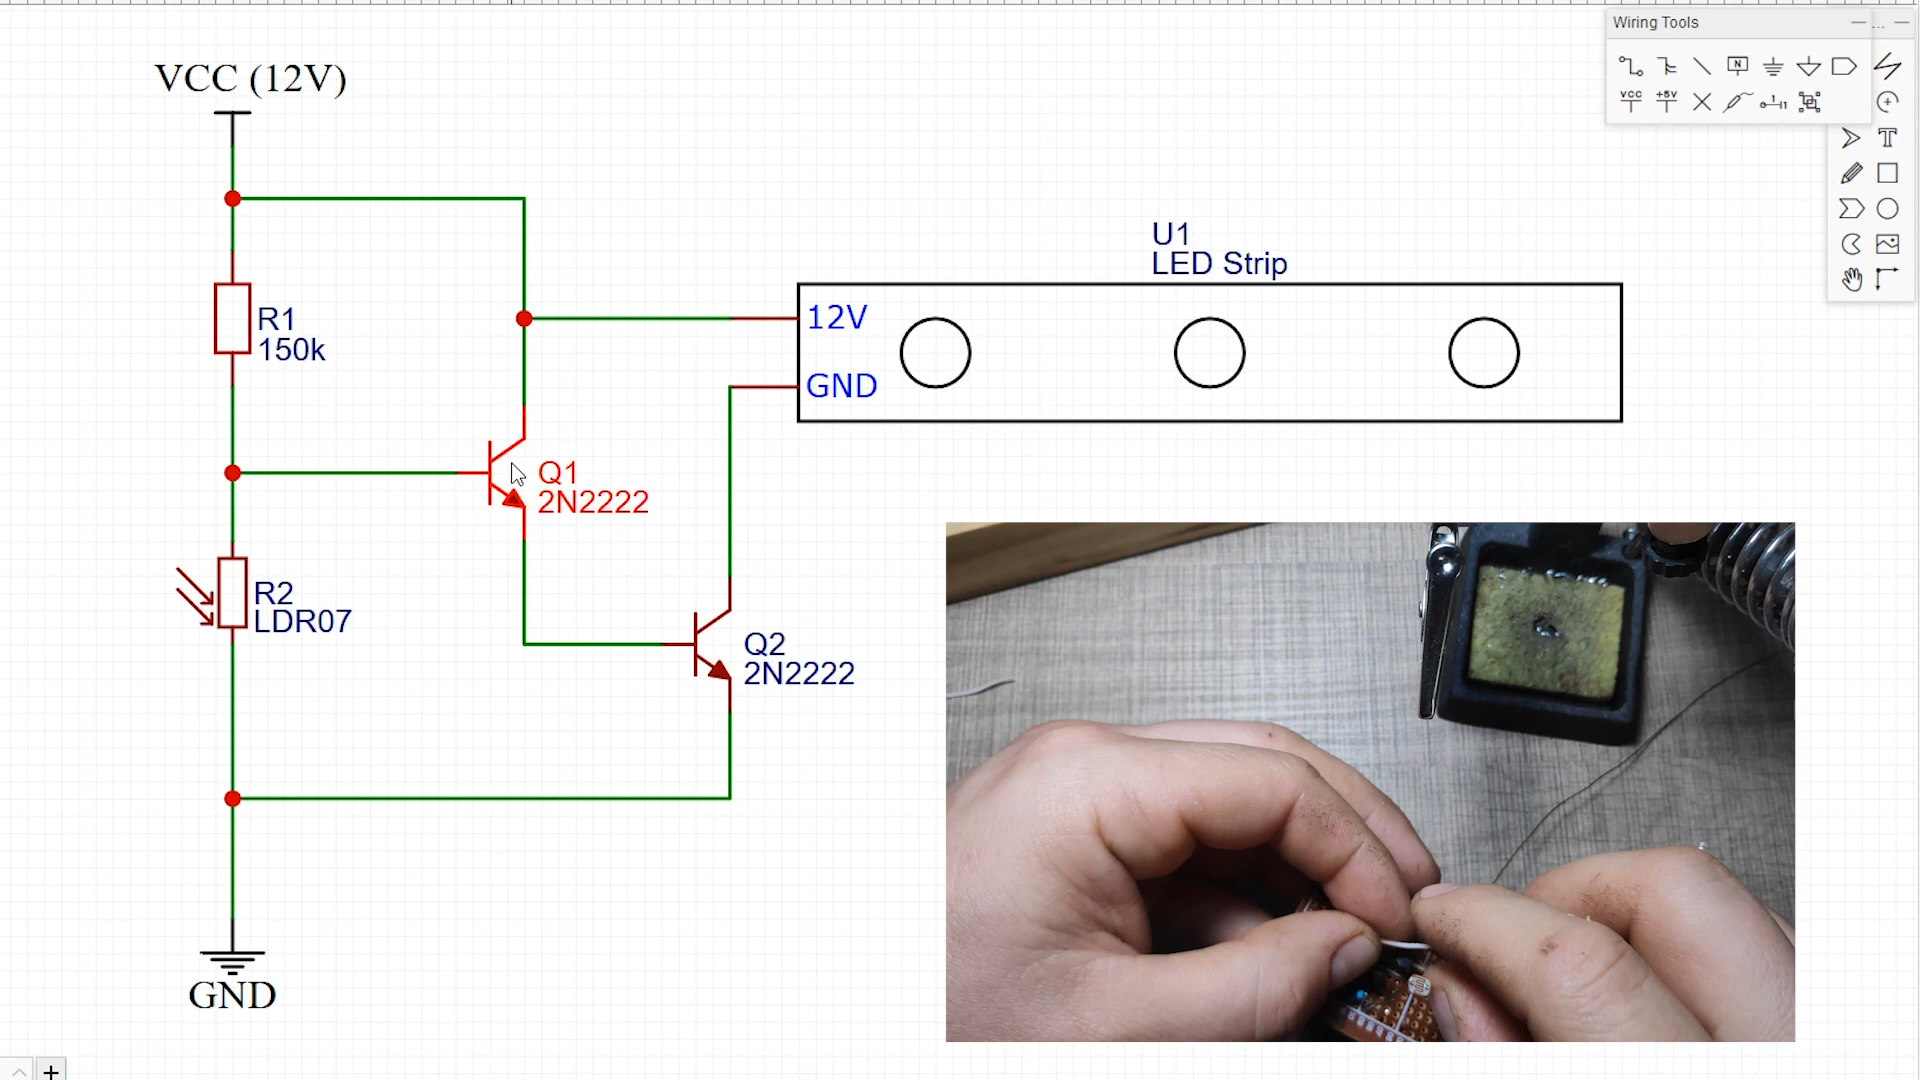 Wiring Tools
N
VCC
+5V
T
VCC (12V)
U1
LED Strip
12V
GND
R1
150k
Q1
2N2222
R2
LDR07
Q2
2N2222
GND